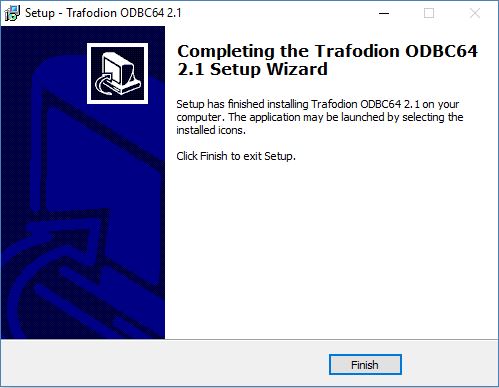 Setup - Trafodion ODBC64 2.1
Completing the Trafodion ODBC64
2.1 Setup Wizard
Setup has finished installing Trafodion ODBC64 2.1 on your
computer. The application may be launched by selecting the
installed icons.
Click Finish to exit Setup.
Finish